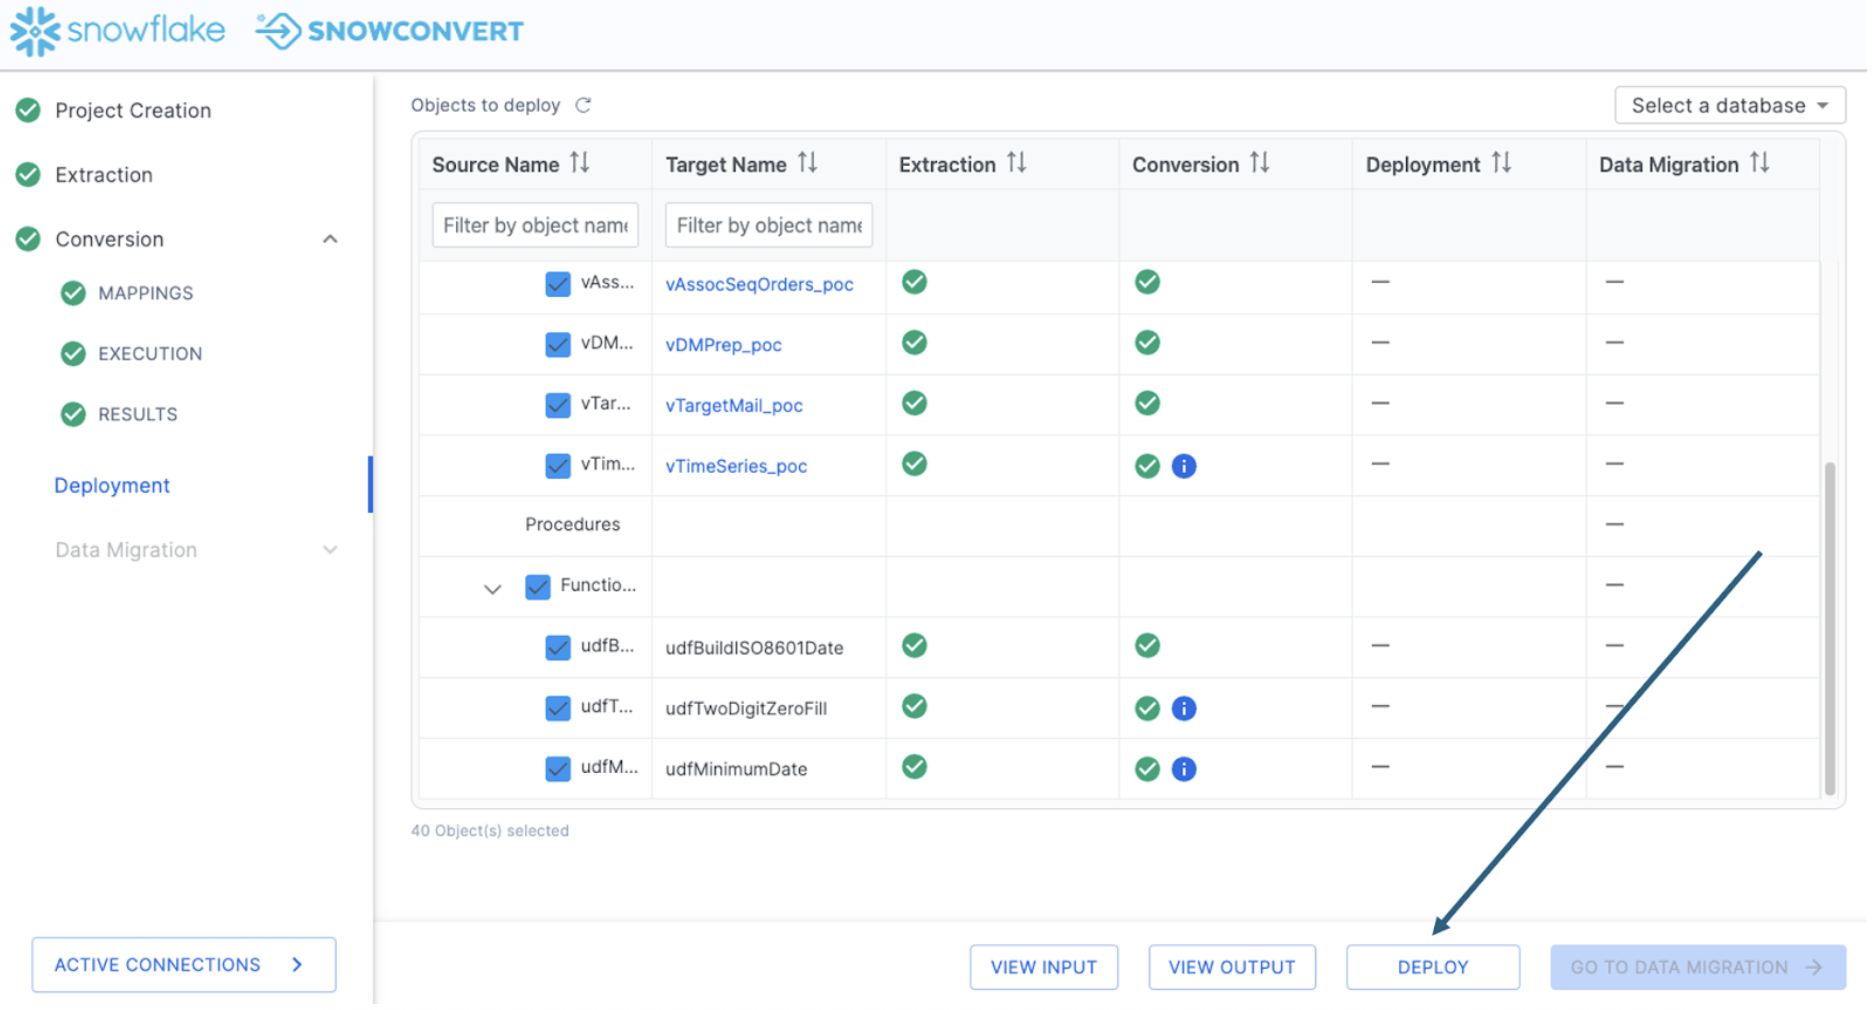 snowflake SNOWCONVERT
Project Creation
Extraction
Conversion
MAPPINGS
EXECUTION
RESULTS
Deployment
Data Migration
ACTIVE CONNECTIONS
Objects to deploy
Select a database
Source Name Target Name Extraction Conversion Deployment Data Migration
Filter by object name Filter by object name
vAss... vAssocSeqOrders_poc — —
vDM... vDMPrep_poc — —
vTar... vTargetMail_poc — —
vTim... vTimeSeries_poc i — —
Procedures —
Functio... —
udfB... udfBuildISO8601Date — —
udfT... udfTwoDigitZeroFill i — —
udfM... udfMinimumDate i — —
40 Object(s) selected
VIEW INPUT VIEW OUTPUT DEPLOY GO TO DATA MIGRATION